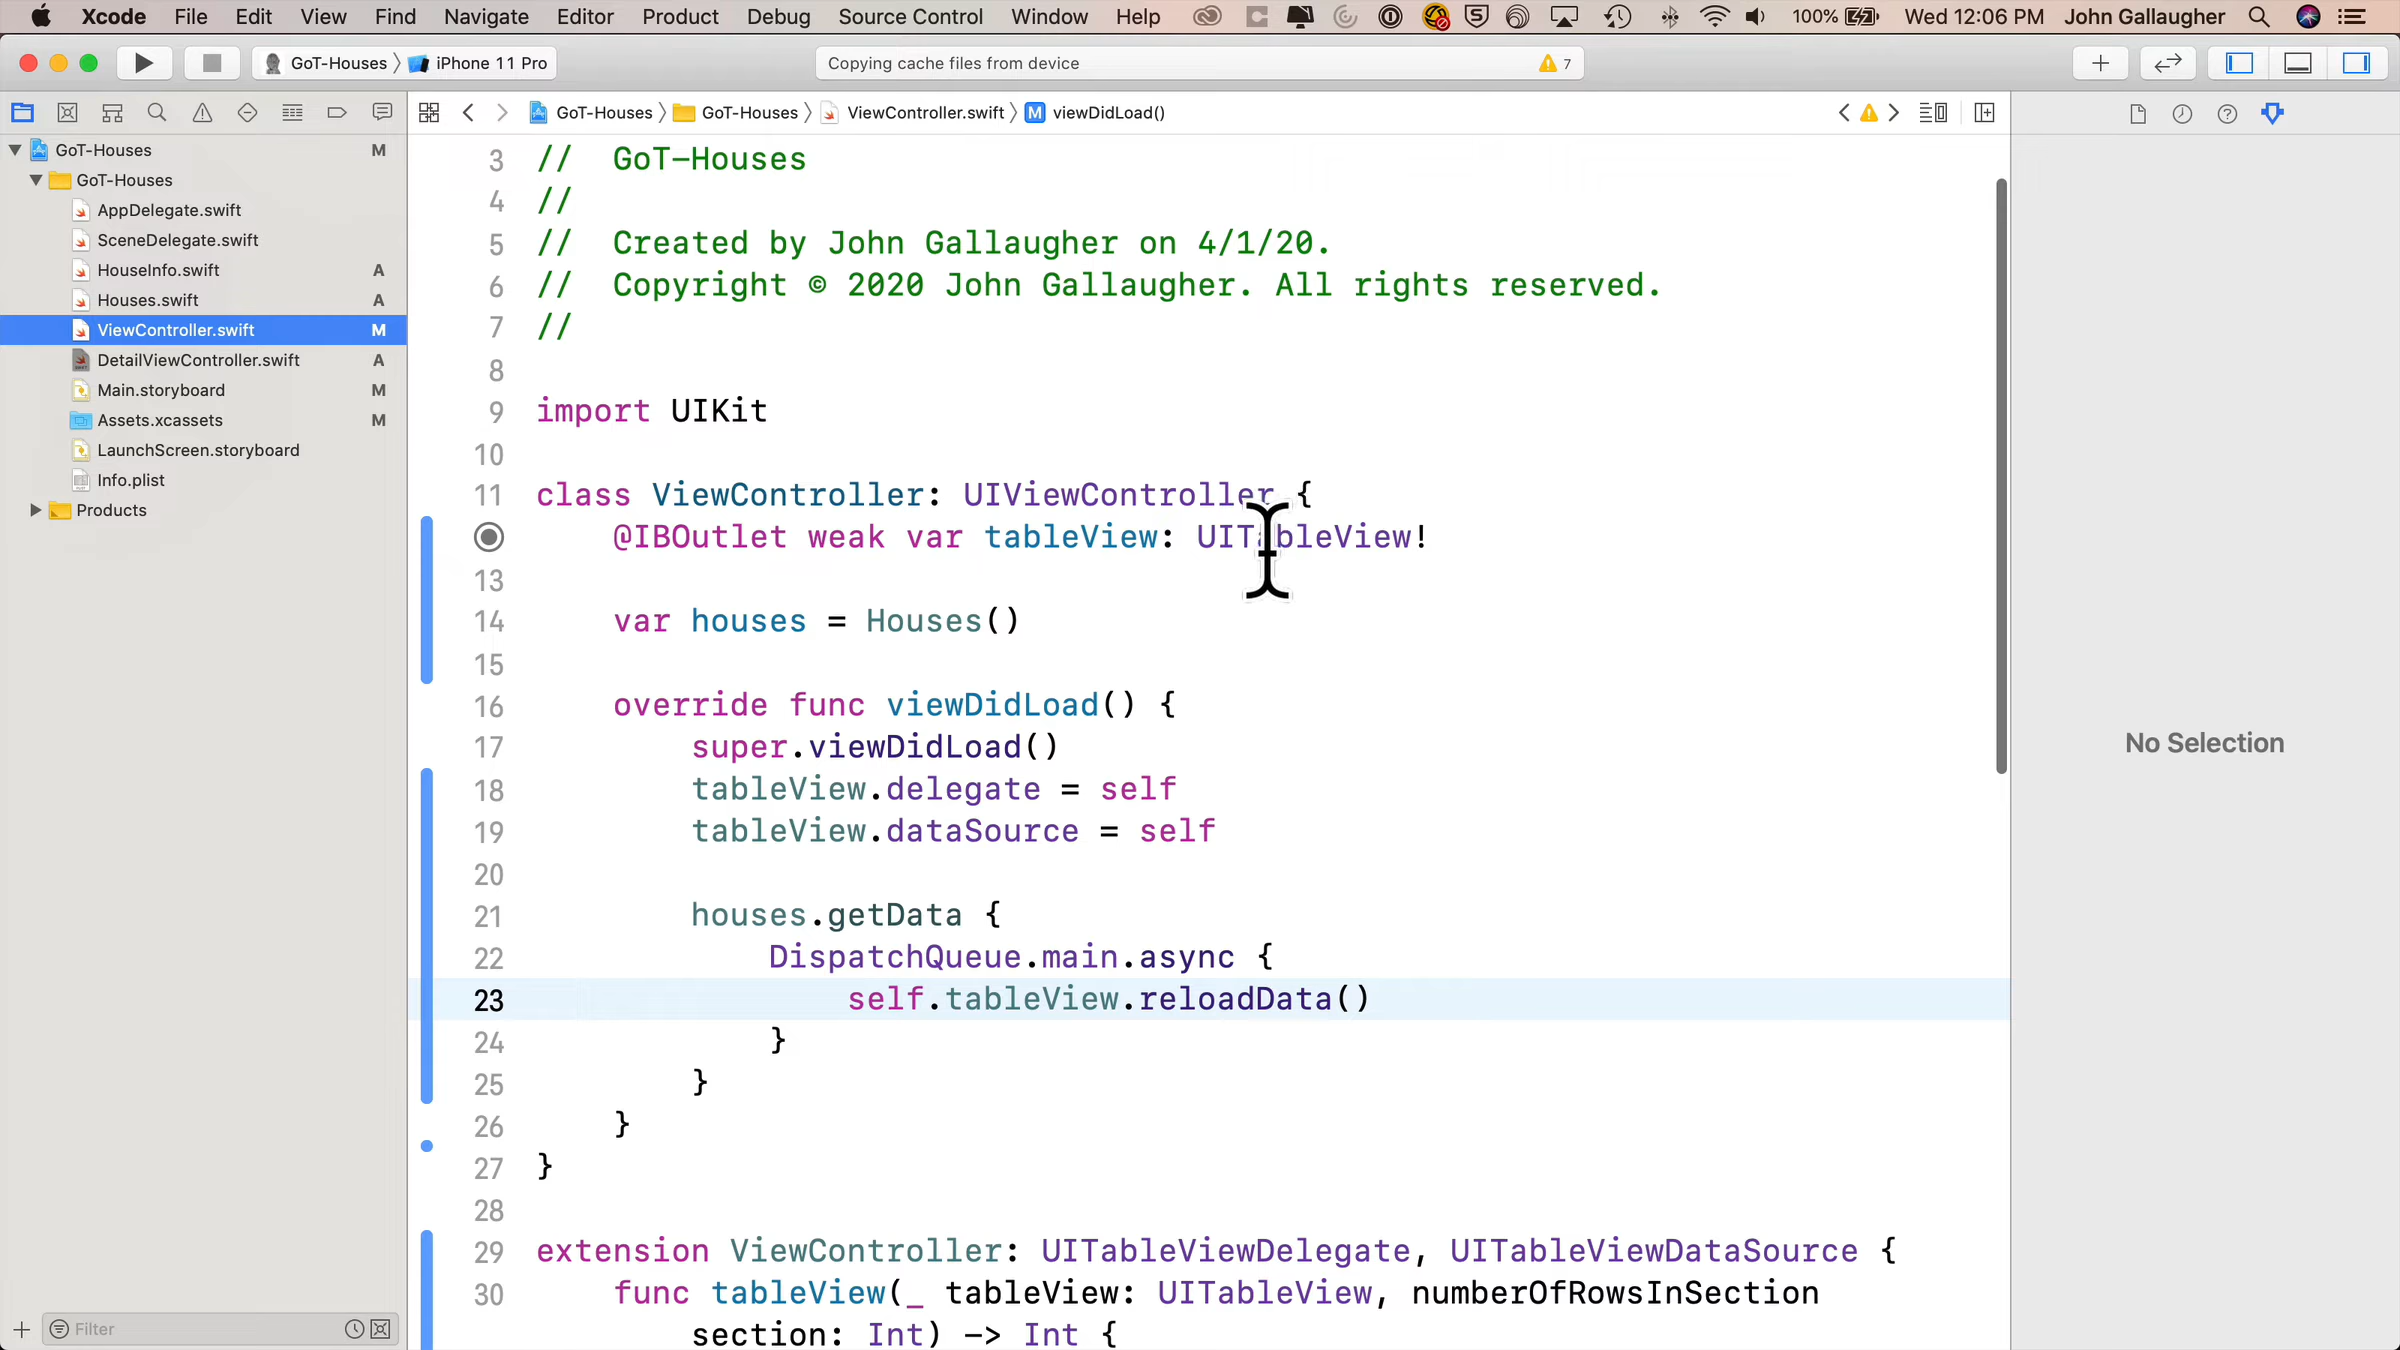 Xcode File Edit View Find Navigate Editor Product Debug Source Control Window Help 100% Wed 12:06 PM John Gallaugher
GoT-Houses 〉 iPhone 11 Pro
Copying cache files from device 7
GoT-Houses 〉 GoT-Houses 〉 ViewController.swift 〉 M viewDidLoad()
GoT-Houses M
GoT-Houses
AppDelegate.swift
SceneDelegate.swift
HouseInfo.swift A
Houses.swift A
ViewController.swift M
DetailViewController.swift A
Main.storyboard M
Assets.xcassets M
LaunchScreen.storyboard
Info.plist
Products
Filter
3 //  GoT-Houses
4 //
5 //  Created by John Gallaugher on 4/1/20.
6 //  Copyright © 2020 John Gallaugher. All rights reserved.
7 //
8
9 import UIKit
10
11 class ViewController: UIViewController {
@IBOutlet weak var tableView: UITableView!
13
14 var houses = Houses()
15
16 override func viewDidLoad() {
17 super.viewDidLoad()
18 tableView.delegate = self
19 tableView.dataSource = self
20
21 houses.getData {
22 DispatchQueue.main.async {
23 self.tableView.reloadData()
24 }
25 }
26 }
27 }
28
29 extension ViewController: UITableViewDelegate, UITableViewDataSource {
30 func tableView(_ tableView: UITableView, numberOfRowsInSection
section: Int) -> Int {
No Selection